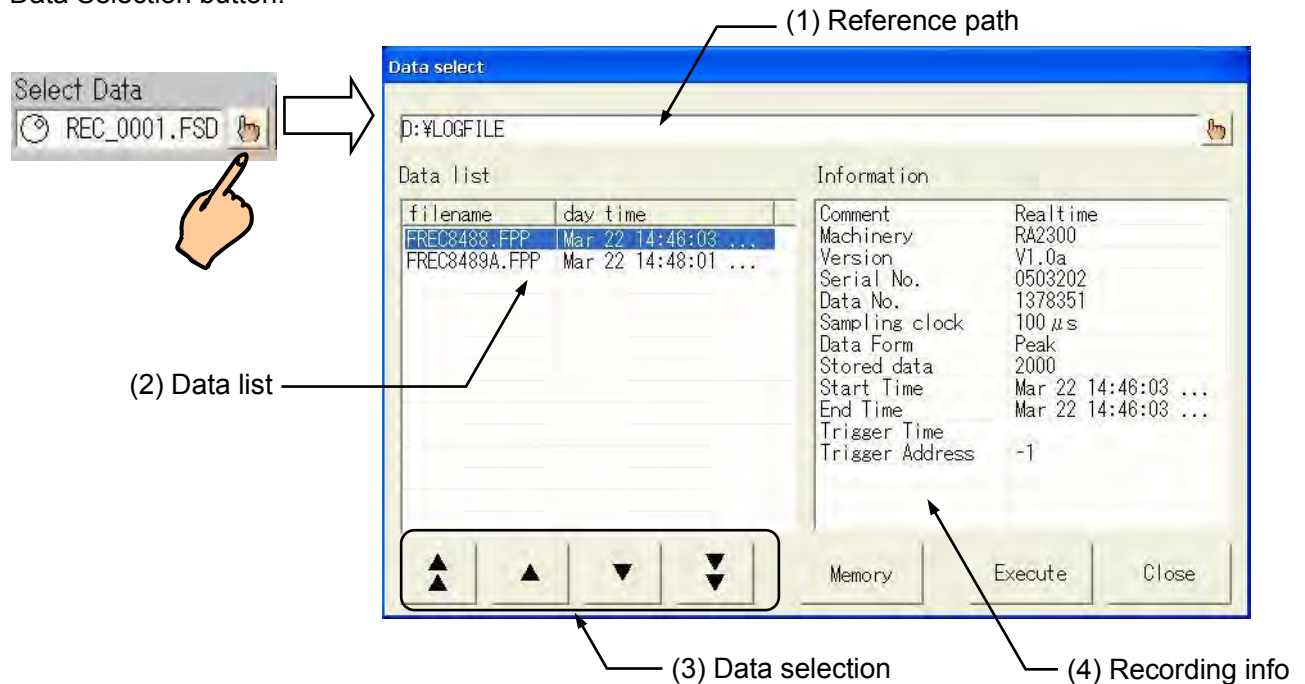 Data Selection button.
(1) Reference path
Select Data
REC_0001.FSD
Data select
D:¥LOGFILE
Data list
Information
filename day time
FREC8488.FPP Mar 22 14:46:03 ...
FREC8489A.FPP Mar 22 14:48:01 ...
Comment Realtime
Machinery RA2300
Version V1.0a
Serial No. 0503202
Data No. 1378351
Sampling clock 100 μs
Data Form Peak
Stored data 2000
Start Time Mar 22 14:46:03 ...
End Time Mar 22 14:46:03 ...
Trigger Time
Trigger Address -1
(2) Data list
Memory Execute Close
(3) Data selection
(4) Recording info